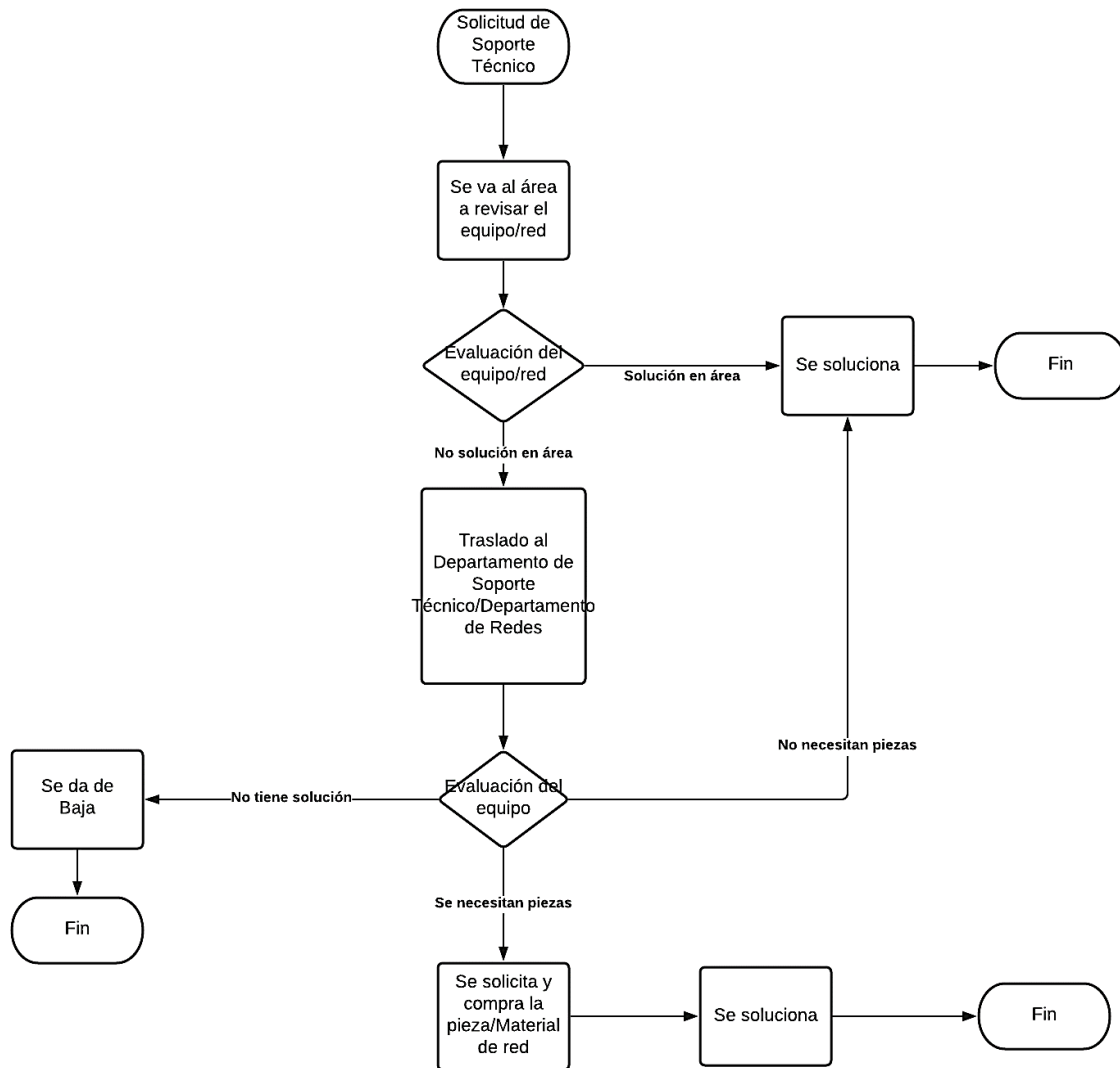 Solicitud de
Soporte
Técnico
Se va al área
a revisar el
equipo/red
Evaluación del
equipo/red
Solución en área
Se soluciona
Fin
No solución en área
Traslado al
Departamento de
Soporte
Técnico/Departamento
de Redes
No necesitan piezas
Evaluación del
equipo
No tiene solución
Se da de
Baja
Fin
Se necesitan piezas
Se solicita y
compra la
pieza/Material
de red
Se soluciona
Fin